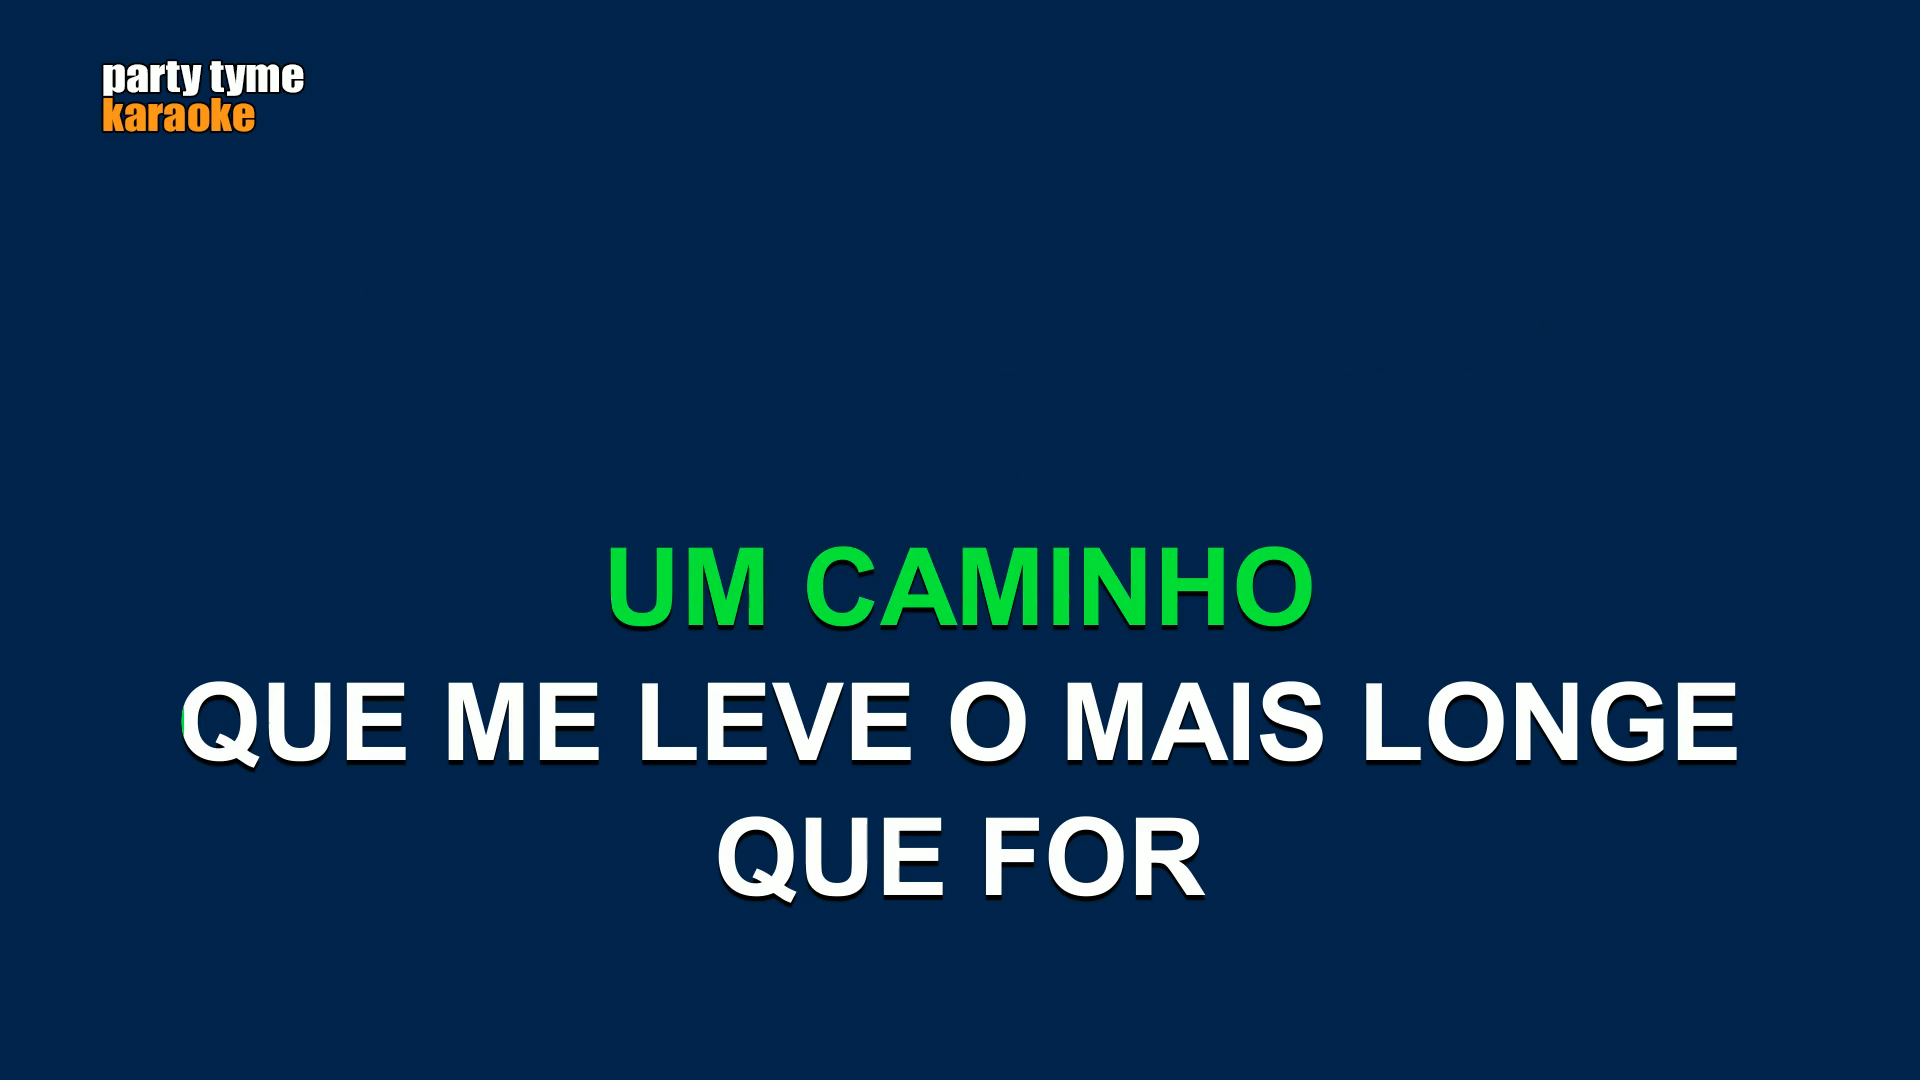 party tyme
karaoke
UM CAMINHO
QUE ME LEVE O MAIS LONGE
QUE FOR